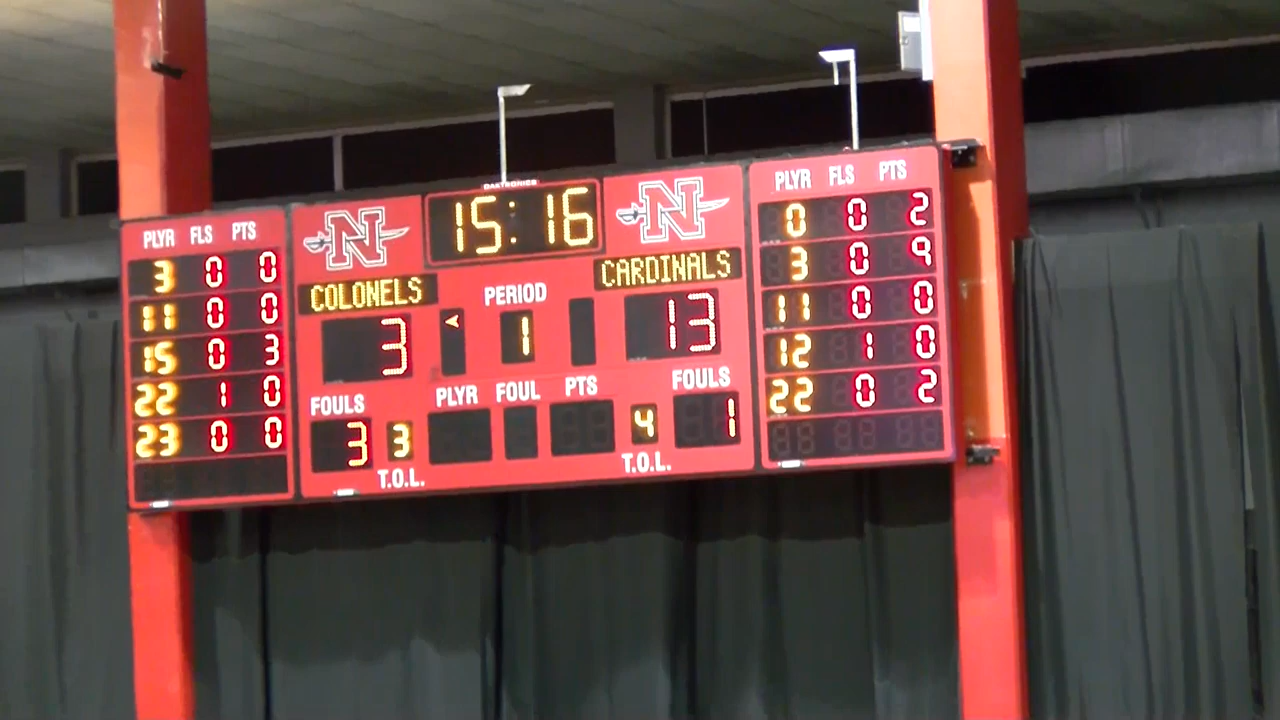 DAKTRONICS
15:16
N
N
COLONELS
CARDINALS
PERIOD
3
<
1
13
FOULS
PLYR FOUL PTS
FOULS
3
3
4
1
T.O.L.
T.O.L.
PLYR FLS PTS
3 0 0
11 0 0
15 0 3
22 1 0
23 0 0
PLYR FLS PTS
0 0 2
3 0 9
11 0 0
12 1 0
22 0 2